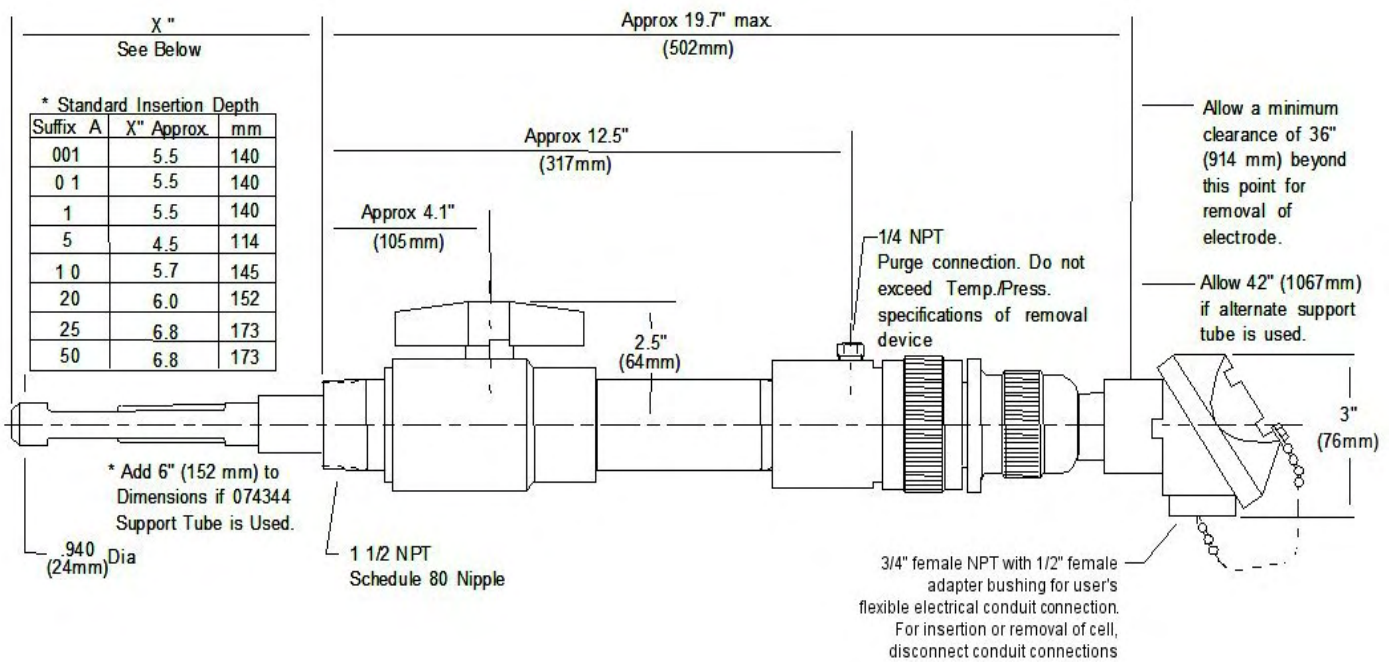 X "
See Below
Approx 19.7" max.
(502mm)
* Standard Insertion Depth
Suffix A X" Approx. mm
001 5.5 140
0 1 5.5 140
1 5.5 140
5 4.5 114
1 0 5.7 145
20 6.0 152
25 6.8 173
50 6.8 173
Approx 12.5"
(317mm)
Approx 4.1"
(105mm)
2.5"
(64mm)
1/4 NPT
Purge connection. Do not
exceed Temp./Press.
specifications of removal
device
Allow a minimum
clearance of 36"
(914 mm) beyond
this point for
removal of
electrode.
Allow 42" (1067mm)
if alternate support
tube is used.
3"
(76mm)
* Add 6" (152 mm) to
Dimensions if 074344
Support Tube is Used.
.940 Dia
(24mm)
1 1/2 NPT
Schedule 80 Nipple
3/4" female NPT with 1/2" female
adapter bushing for user's
flexible electrical conduit connection.
For insertion or removal of cell,
disconnect conduit connections